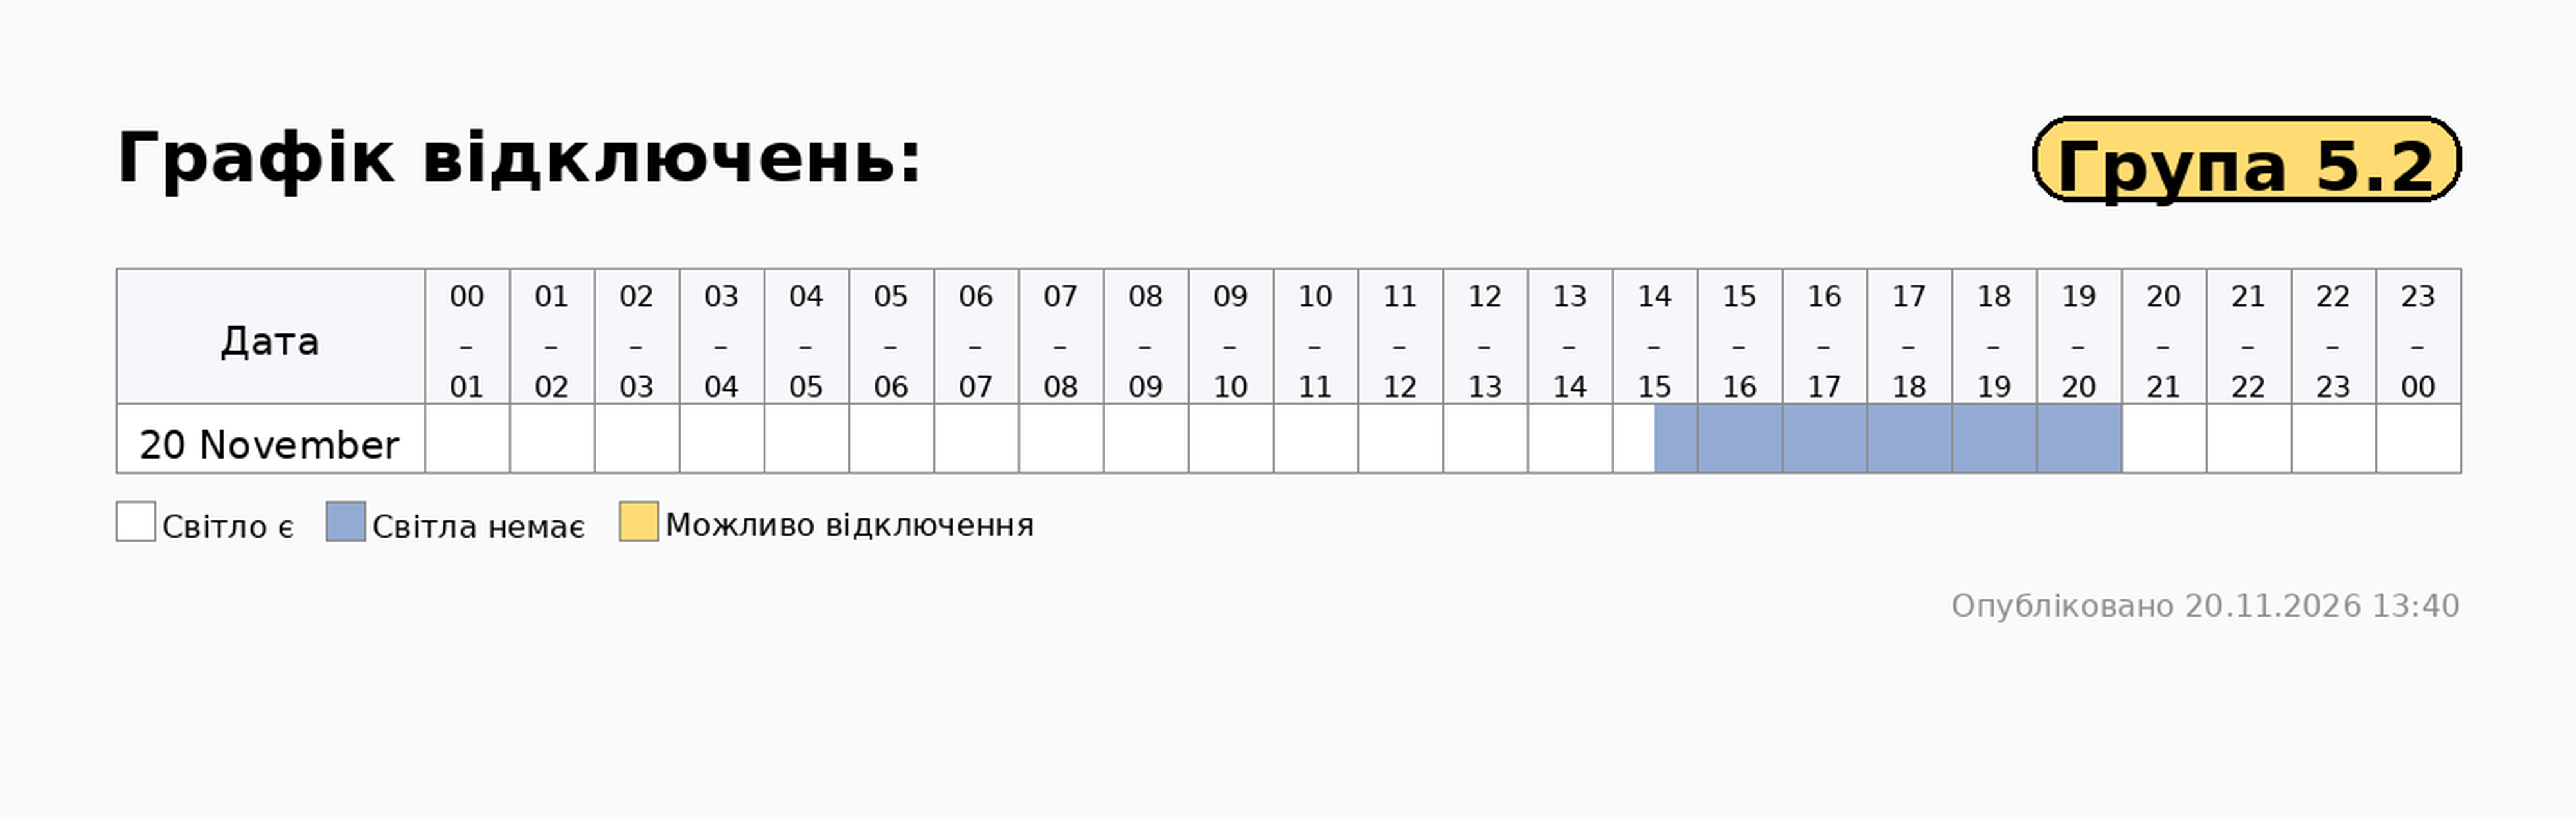 Графік відключень:
Група 5.2
Дата
00 – 01
01 – 02
02 – 03
03 – 04
04 – 05
05 – 06
06 – 07
07 – 08
08 – 09
09 – 10
10 – 11
11 – 12
12 – 13
13 – 14
14 – 15
15 – 16
16 – 17
17 – 18
18 – 19
19 – 20
20 – 21
21 – 22
22 – 23
23 – 00
20 November
Світло є
Світла немає
Можливо відключення
Опубліковано 20.11.2026 13:40